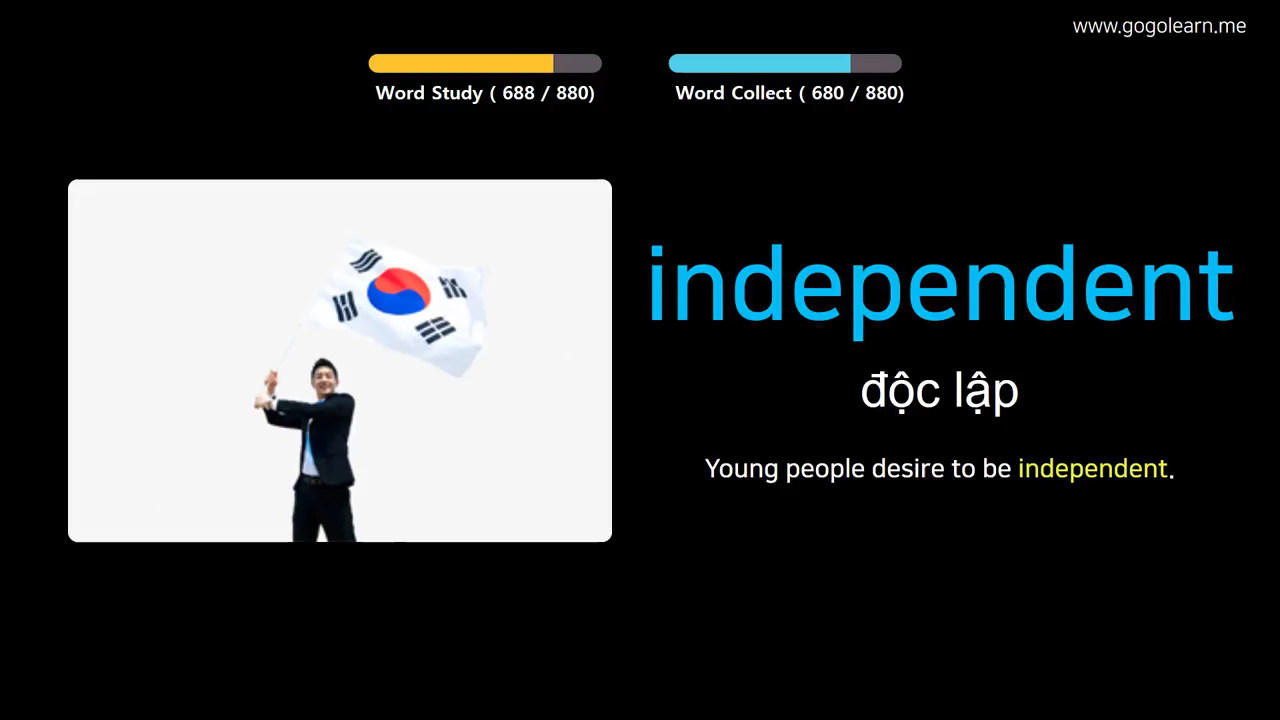 www.gogolearn.me
Word Study ( 688 / 880)
Word Collect ( 680 / 880)
independent
độc lập
Young people desire to be independent.